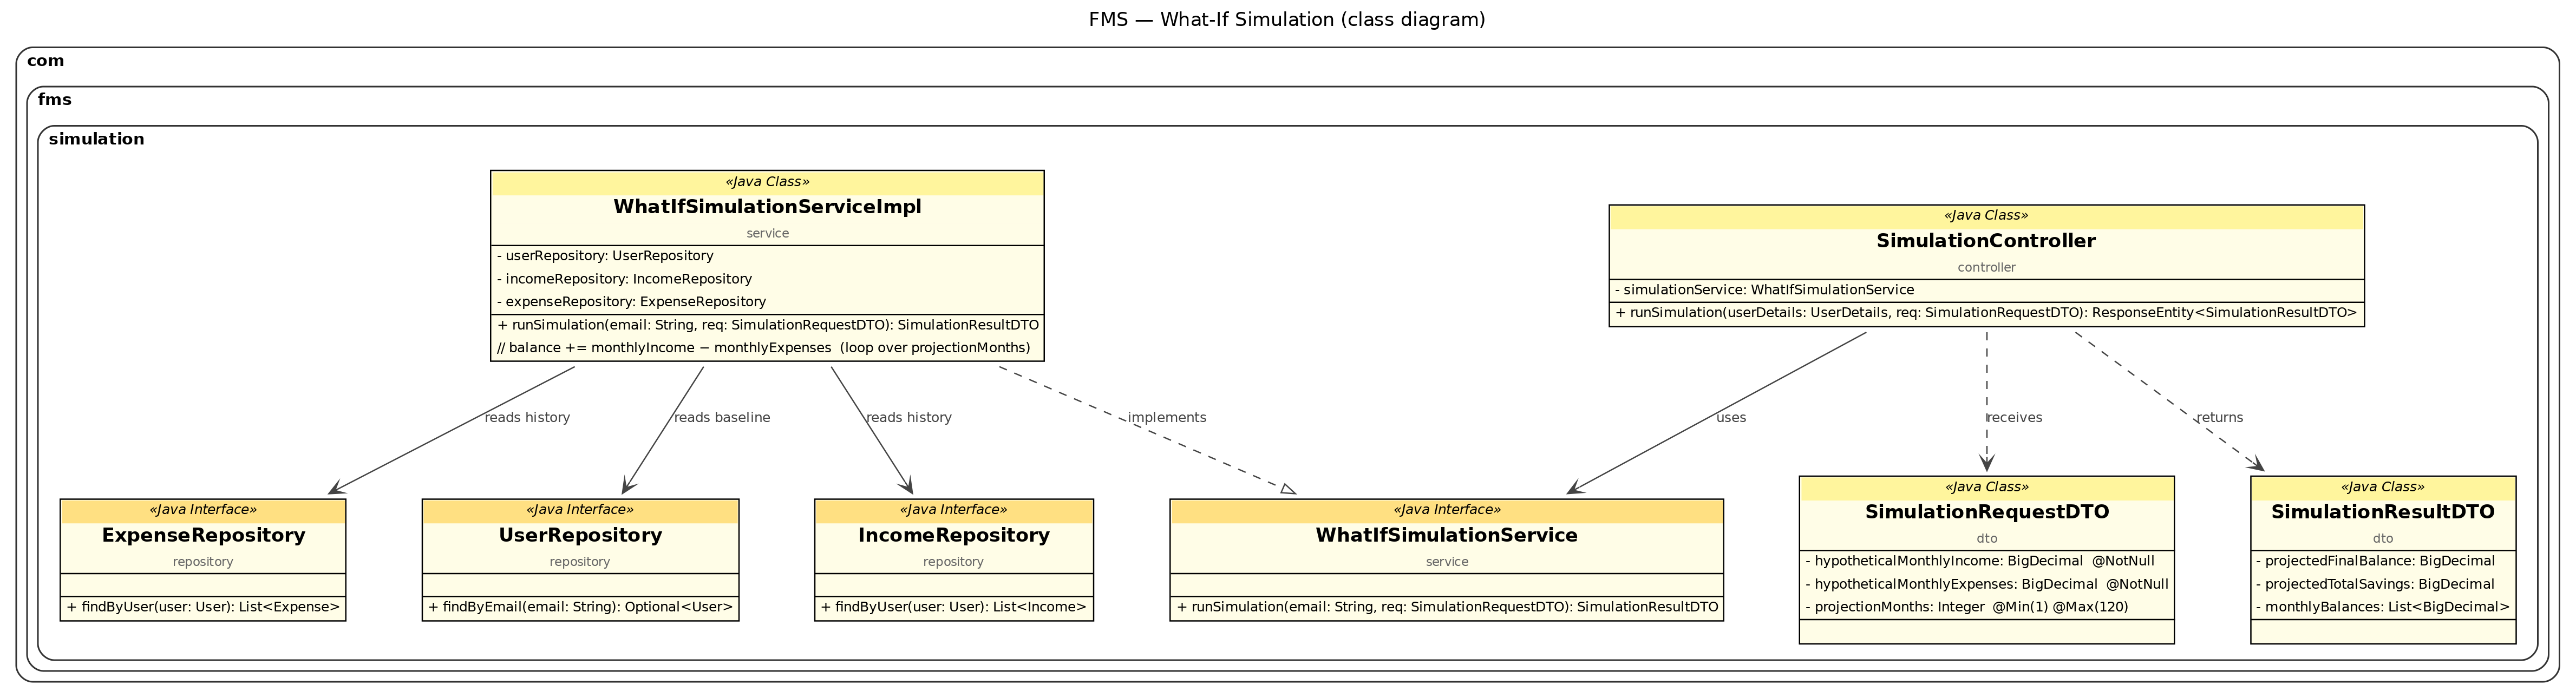 FMS — What-If Simulation (class diagram)
com
fms
simulation
«Java Class»
WhatIfSimulationServiceImpl
service
- userRepository: UserRepository
- incomeRepository: IncomeRepository
- expenseRepository: ExpenseRepository
+ runSimulation(email: String, req: SimulationRequestDTO): SimulationResultDTO
// balance += monthlyIncome − monthlyExpenses  (loop over projectionMonths)
«Java Class»
SimulationController
controller
- simulationService: WhatIfSimulationService
+ runSimulation(userDetails: UserDetails, req: SimulationRequestDTO): ResponseEntity<SimulationResultDTO>
reads history
reads baseline
reads history
implements
uses
receives
returns
«Java Interface»
ExpenseRepository
repository
+ findByUser(user: User): List<Expense>
«Java Interface»
UserRepository
repository
+ findByEmail(email: String): Optional<User>
«Java Interface»
IncomeRepository
repository
+ findByUser(user: User): List<Income>
«Java Interface»
WhatIfSimulationService
service
+ runSimulation(email: String, req: SimulationRequestDTO): SimulationResultDTO
«Java Class»
SimulationRequestDTO
dto
- hypotheticalMonthlyIncome: BigDecimal  @NotNull
- hypotheticalMonthlyExpenses: BigDecimal  @NotNull
- projectionMonths: Integer  @Min(1) @Max(120)
«Java Class»
SimulationResultDTO
dto
- projectedFinalBalance: BigDecimal
- projectedTotalSavings: BigDecimal
- monthlyBalances: List<BigDecimal>